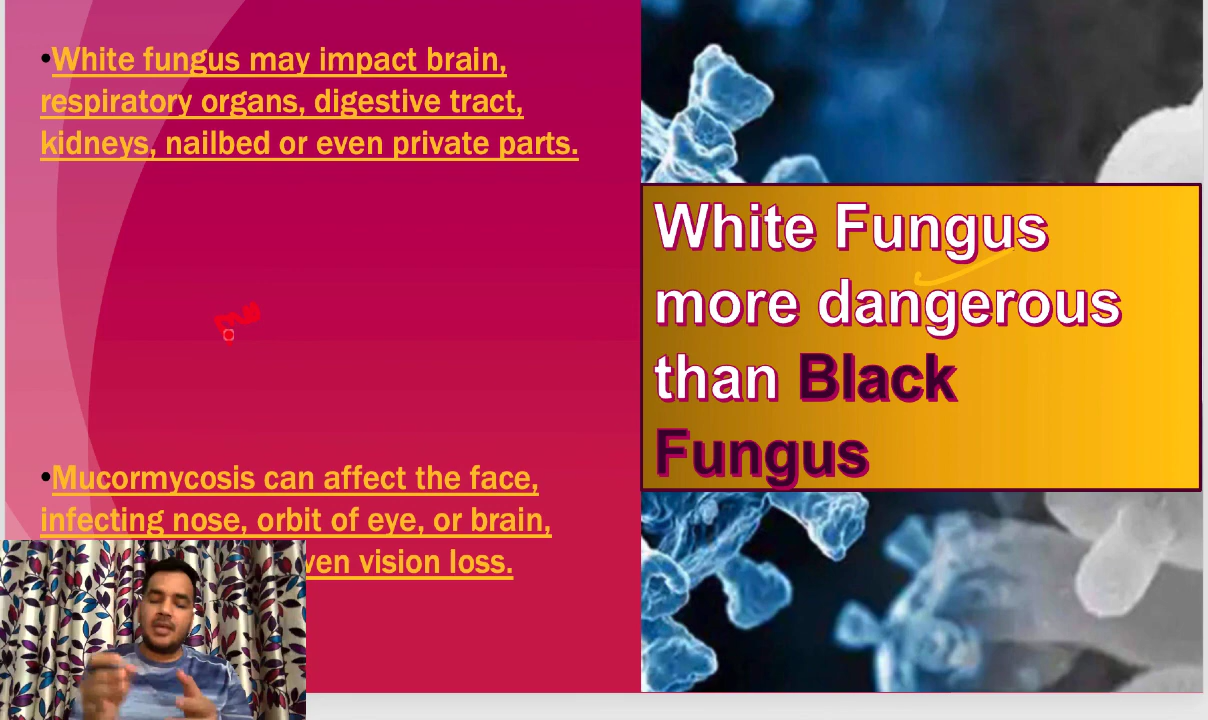 •White fungus may impact brain,
respiratory organs, digestive tract,
kidneys, nailbed or even private parts.
•Mucormycosis can affect the face,
infecting nose, orbit of eye, or brain,
vision loss.
White Fungus
more dangerous
than Black
Fungus